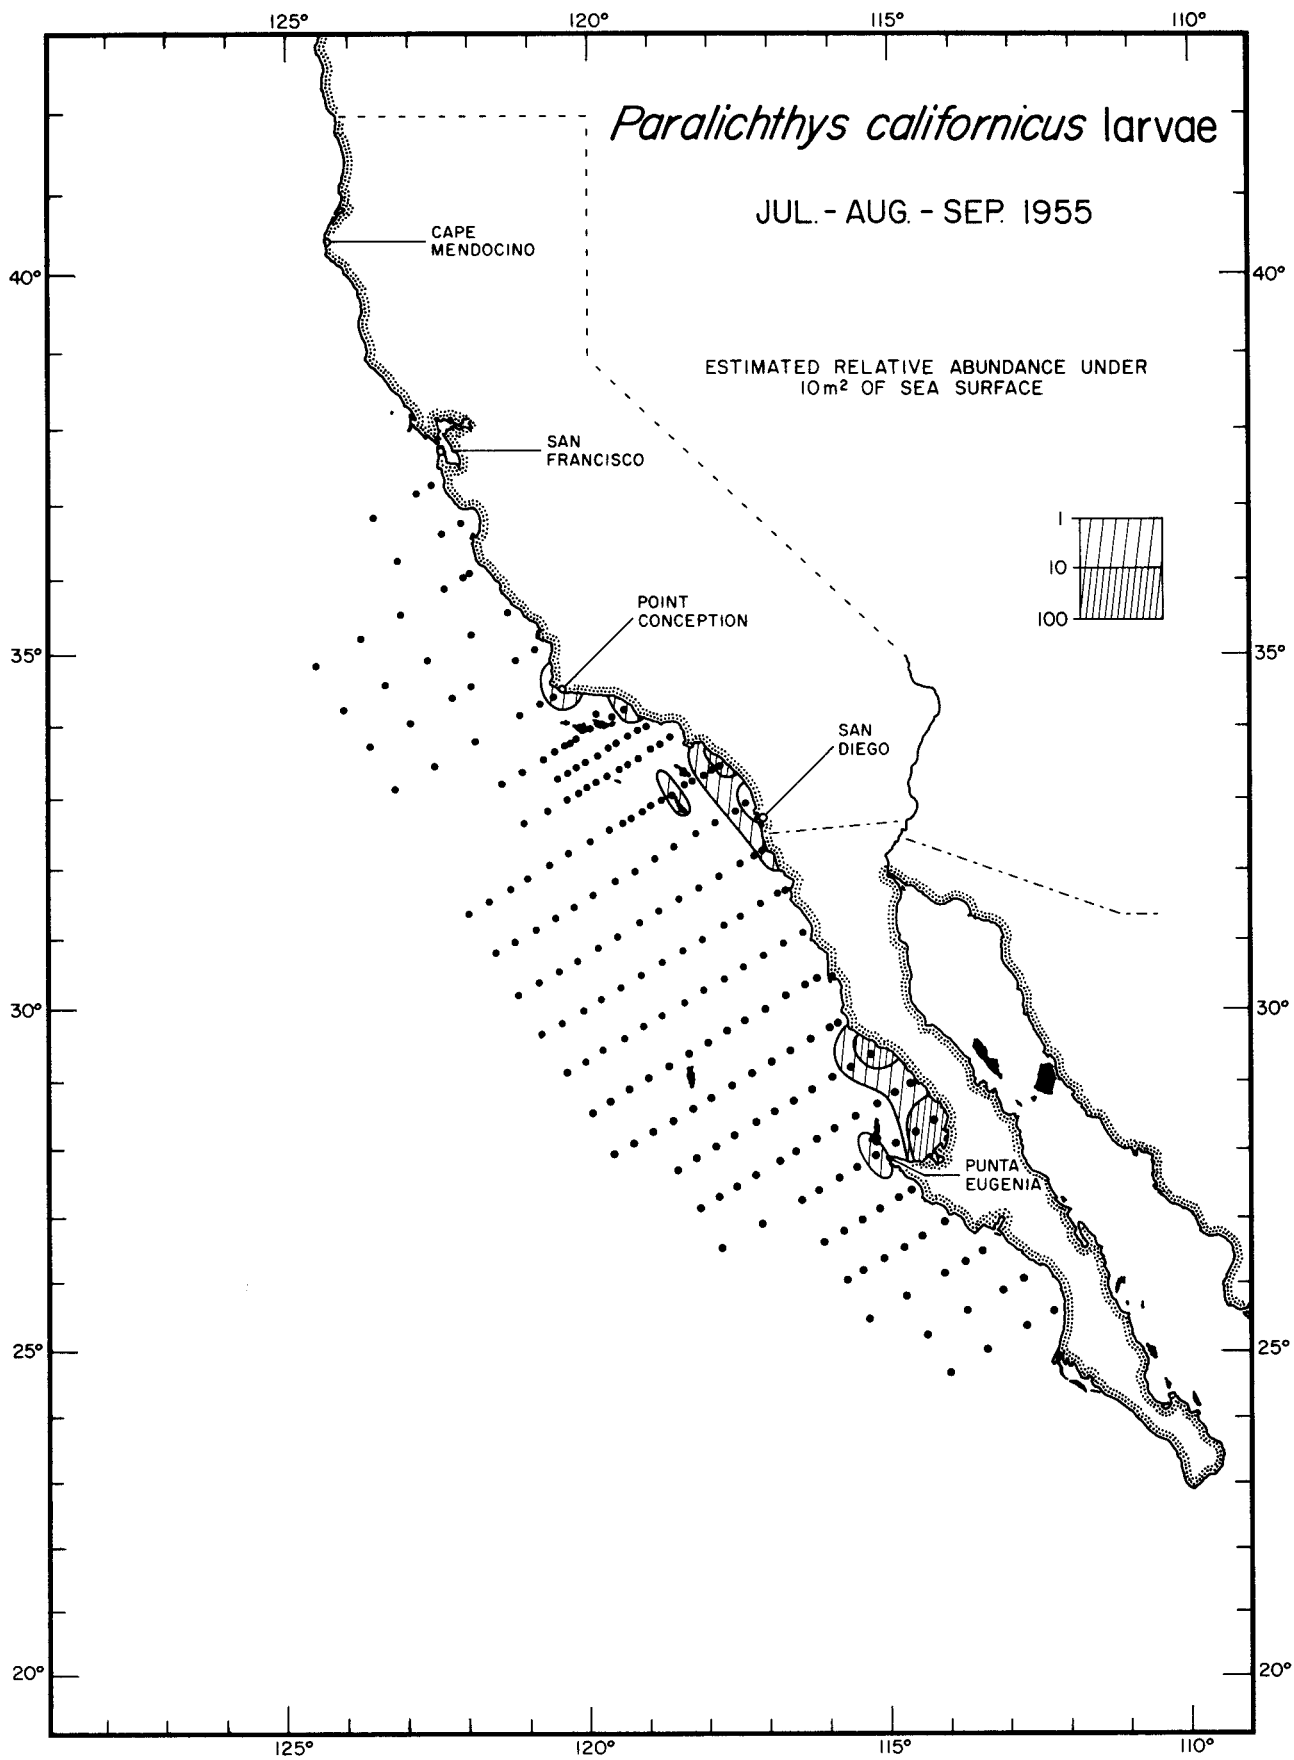 125° 120° 115° 110°
Paralichthys californicus larvae
JUL. - AUG. - SEP. 1955
CAPE
MENDOCINO
40° 40°
ESTIMATED RELATIVE ABUNDANCE UNDER
10m² OF SEA SURFACE
SAN
FRANCISCO
1
10
100
POINT
CONCEPTION
35° 35°
SAN
DIEGO
30° 30°
PUNTA
EUGENIA
25° 25°
20° 20°
125° 120° 115° 110°